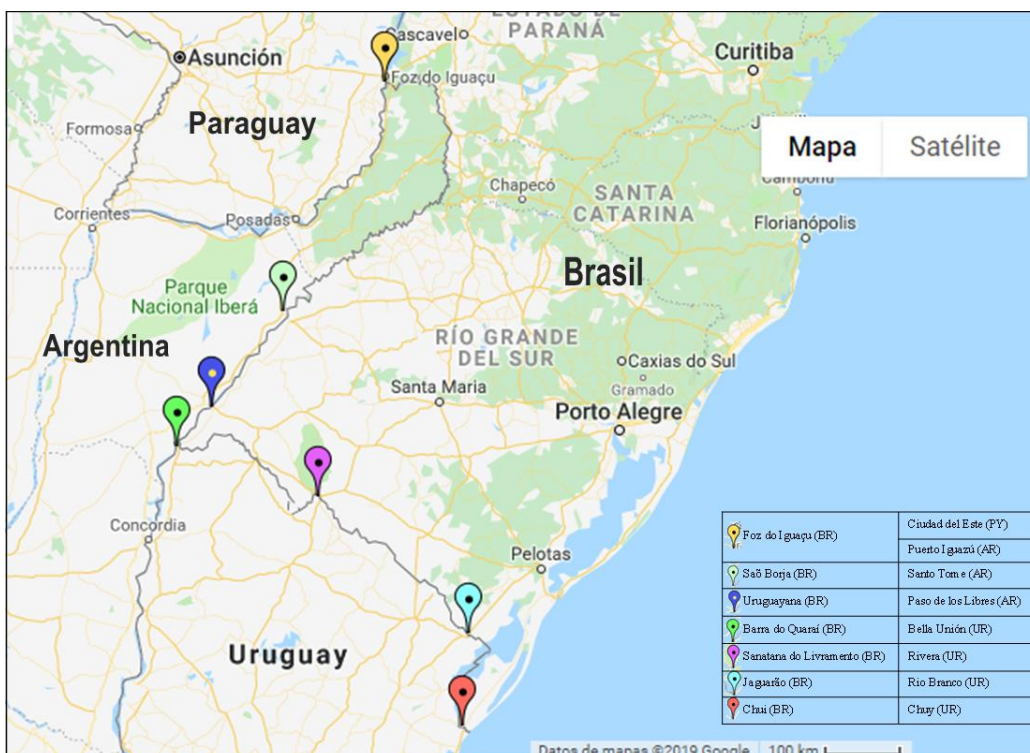 ESTADO DE
PARANÁ
Cascavel
Curitiba
Asunción
Foz do Iguaçu
Paraguay
Formosa
Mapa
Satélite
Camboriú
Chapecó
SANTA
CATARINA
Corrientes
Posadas
Florianópolis
Parque
Nacional Iberá
Brasil
Argentina
RÍO GRANDE
DEL SUR
Caxias do Sul
Gramado
Santa Maria
Porto Alegre
Concordia
Pelotas
Uruguay
Foz do Iguaçu (BR)
Ciudad del Este (PY)
Puerto Iguazú (AR)
Saõ Borja (BR)
Santo Tome (AR)
Uruguayana (BR)
Paso de los Libres (AR)
Barra do Quaraí (BR)
Bella Unión (UR)
Sanatana do Livramento (BR)
Rivera (UR)
Jaguarão (BR)
Rio Branco (UR)
Chui (BR)
Chuy (UR)
Datos de mapas ©2019 Google
100 km